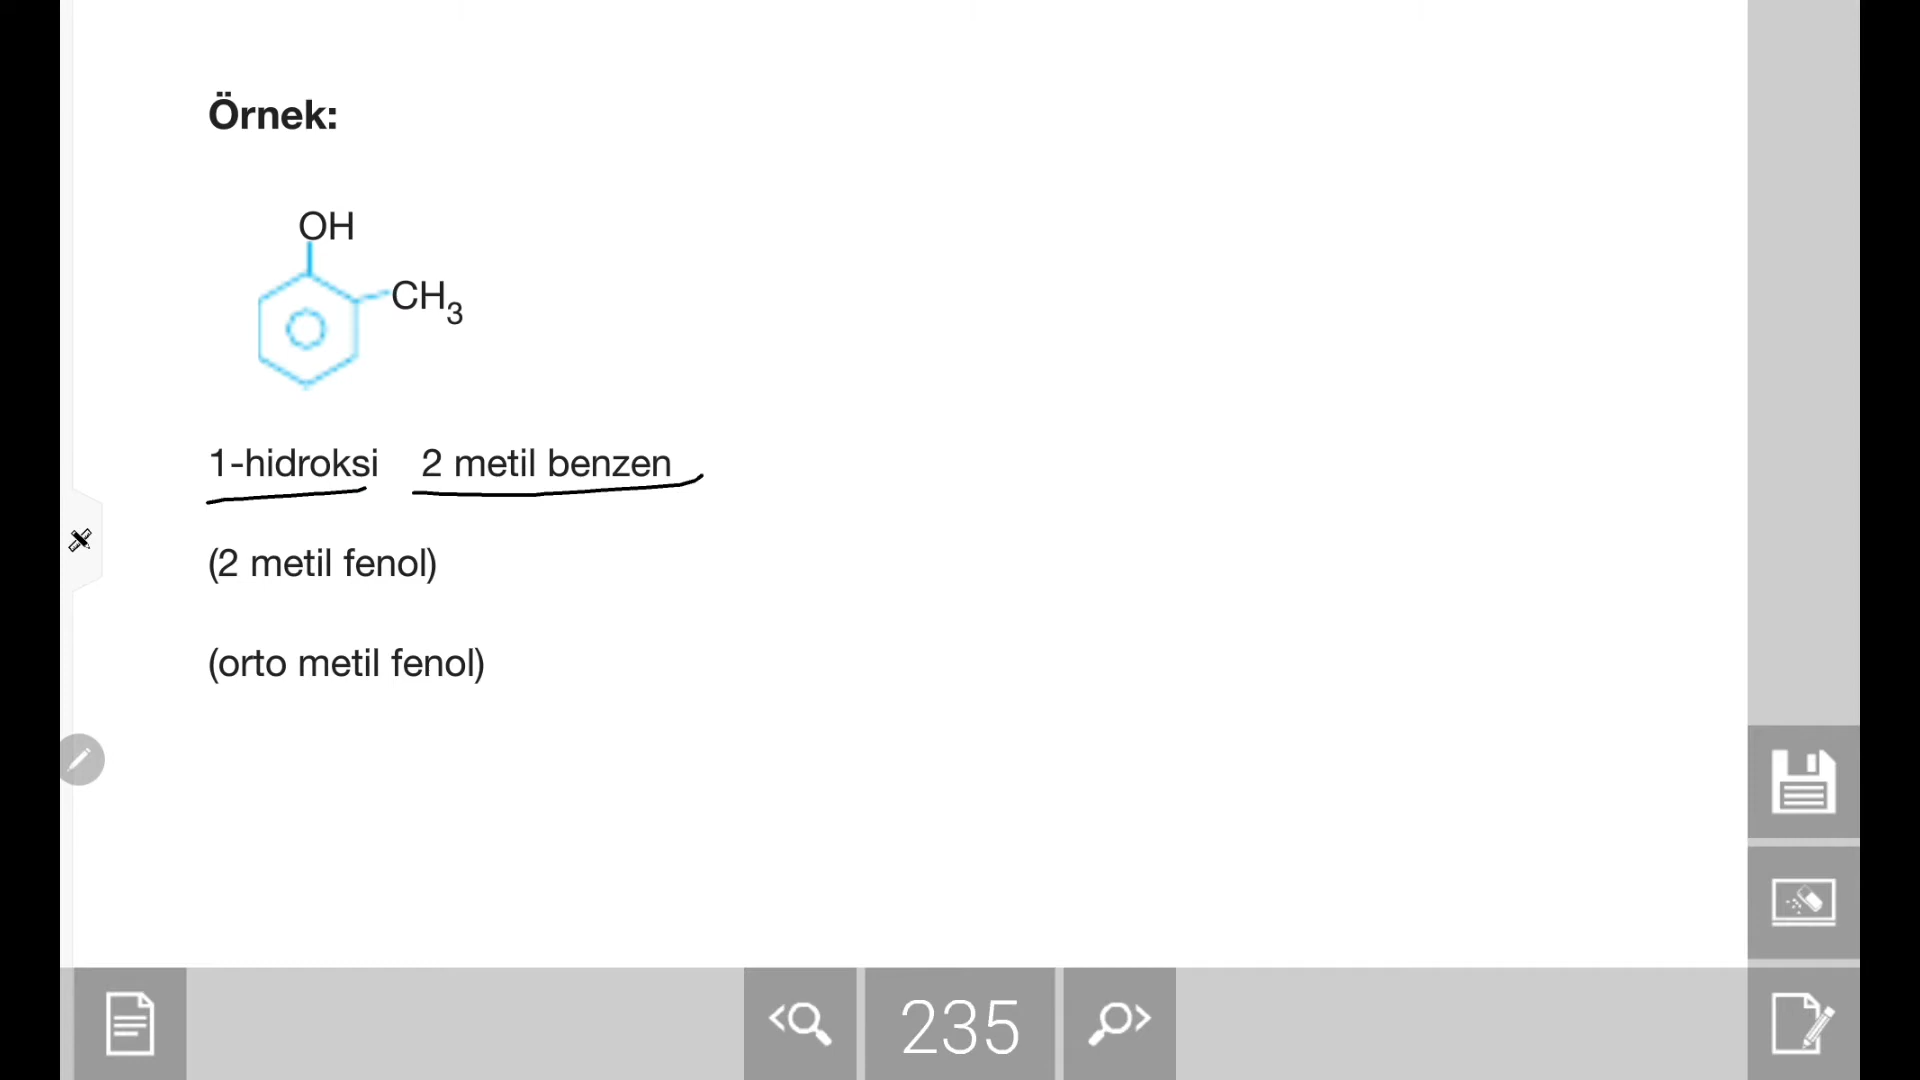 Örnek:
OH
CH₃
1-hidroksi 2 metil benzen
(2 metil fenol)
(orto metil fenol)
235